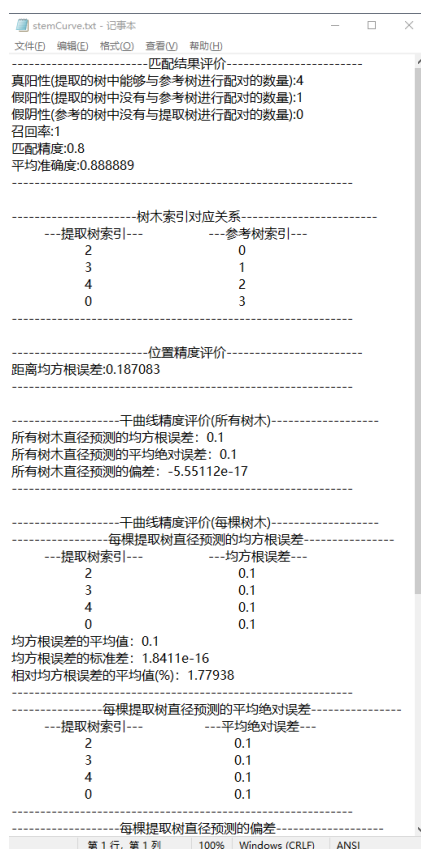 stemCurve.txt - 记事本
文件(F) 编辑(E) 格式(O) 查看(V) 帮助(H)
------------------------匹配结果评价------------------------
真阳性(提取的树中能够与参考树进行配对的数量):4
假阳性(提取的树中没有与参考树进行配对的数量):1
假阴性(参考的树中没有与提取树进行配对的数量):0
召回率:1
匹配精度:0.8
平均准确度:0.888889
------------------------------------------------------------
----------------------树木索引对应关系------------------------
---提取树索引--- ---参考树索引---
2 0
3 1
4 2
0 3
------------------------------------------------------------
------------------------位置精度评价------------------------
距离均方根误差:0.187083
------------------------------------------------------------
-------------------干曲线精度评价(所有树木)-------------------
所有树木直径预测的均方根误差：0.1
所有树木直径预测的平均绝对误差：0.1
所有树木直径预测的偏差：-5.55112e-17
------------------------------------------------------------
-------------------干曲线精度评价(每棵树木)-------------------
-----------------每棵提取树直径预测的均方根误差----------------
---提取树索引--- ---均方根误差---
2 0.1
3 0.1
4 0.1
0 0.1
均方根误差的平均值：0.1
均方根误差的标准差：1.8411e-16
相对均方根误差的平均值(%)：1.77938
------------------------------------------------------------
----------------每棵提取树直径预测的平均绝对误差----------------
---提取树索引--- ---平均绝对误差---
2 0.1
3 0.1
4 0.1
0 0.1
------------------------------------------------------------
-------------------每棵提取树直径预测的偏差-------------------
第 1 行，第 1 列 100% Windows (CRLF) ANSI